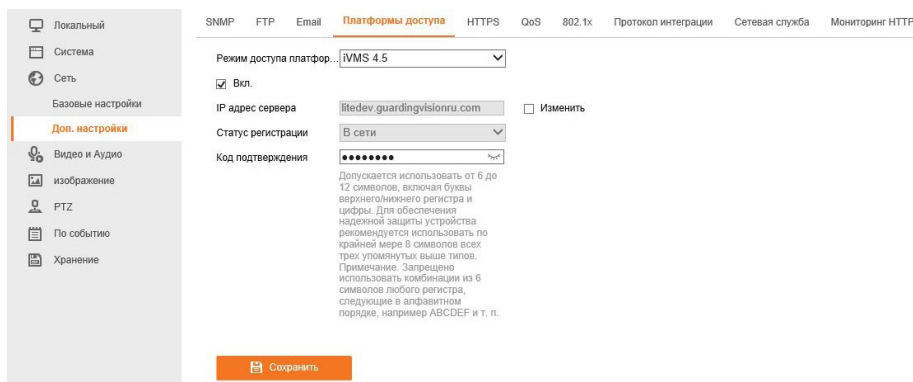 Локальный
Система
Сеть
Базовые настройки
Доп. настройки
Видео и Аудио
изображение
PTZ
По событию
Хранение
SNMP FTP Email Платформы доступа HTTPS QoS 802.1x Протокол интеграции Сетевая служба Мониторинг HTTP
Режим доступа платфор... iVMS 4.5
Вкл.
IP адрес сервера litedev.guardingvisionru.com Изменить
Статус регистрации В сети
Код подтверждения ●●●●●●●●
Допускается использовать от 6 до
12 символов, включая буквы
верхнего/нижнего регистра и
цифры. Для обеспечения
надежной защиты устройства
рекомендуется использовать по
крайней мере 8 символов всех
трех упомянутых выше типов.
Примечание. Запрещено
использовать комбинации из 6
символов любого регистра,
следующие в алфавитном
порядке, например ABCDEF и т. п.
Сохранить